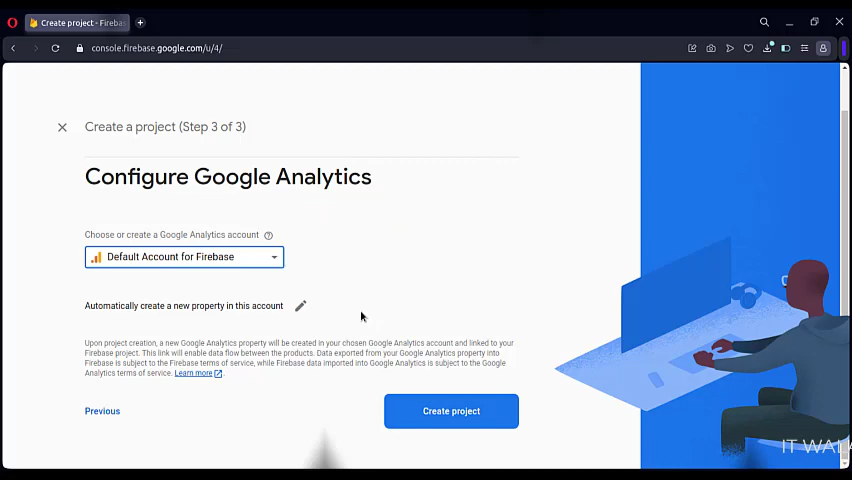 Create project - Firebas
console.firebase.google.com/u/4/
Create a project (Step 3 of 3)
Configure Google Analytics
Choose or create a Google Analytics account
Default Account for Firebase
Automatically create a new property in this account
Upon project creation, a new Google Analytics property will be created in your chosen Google Analytics account and linked to your
Firebase project. This link will enable data flow between the products. Data exported from your Google Analytics property into
Firebase is subject to the Firebase terms of service, while Firebase data imported into Google Analytics is subject to the Google
Analytics terms of service. Learn more
Previous
Create project
IT WALA